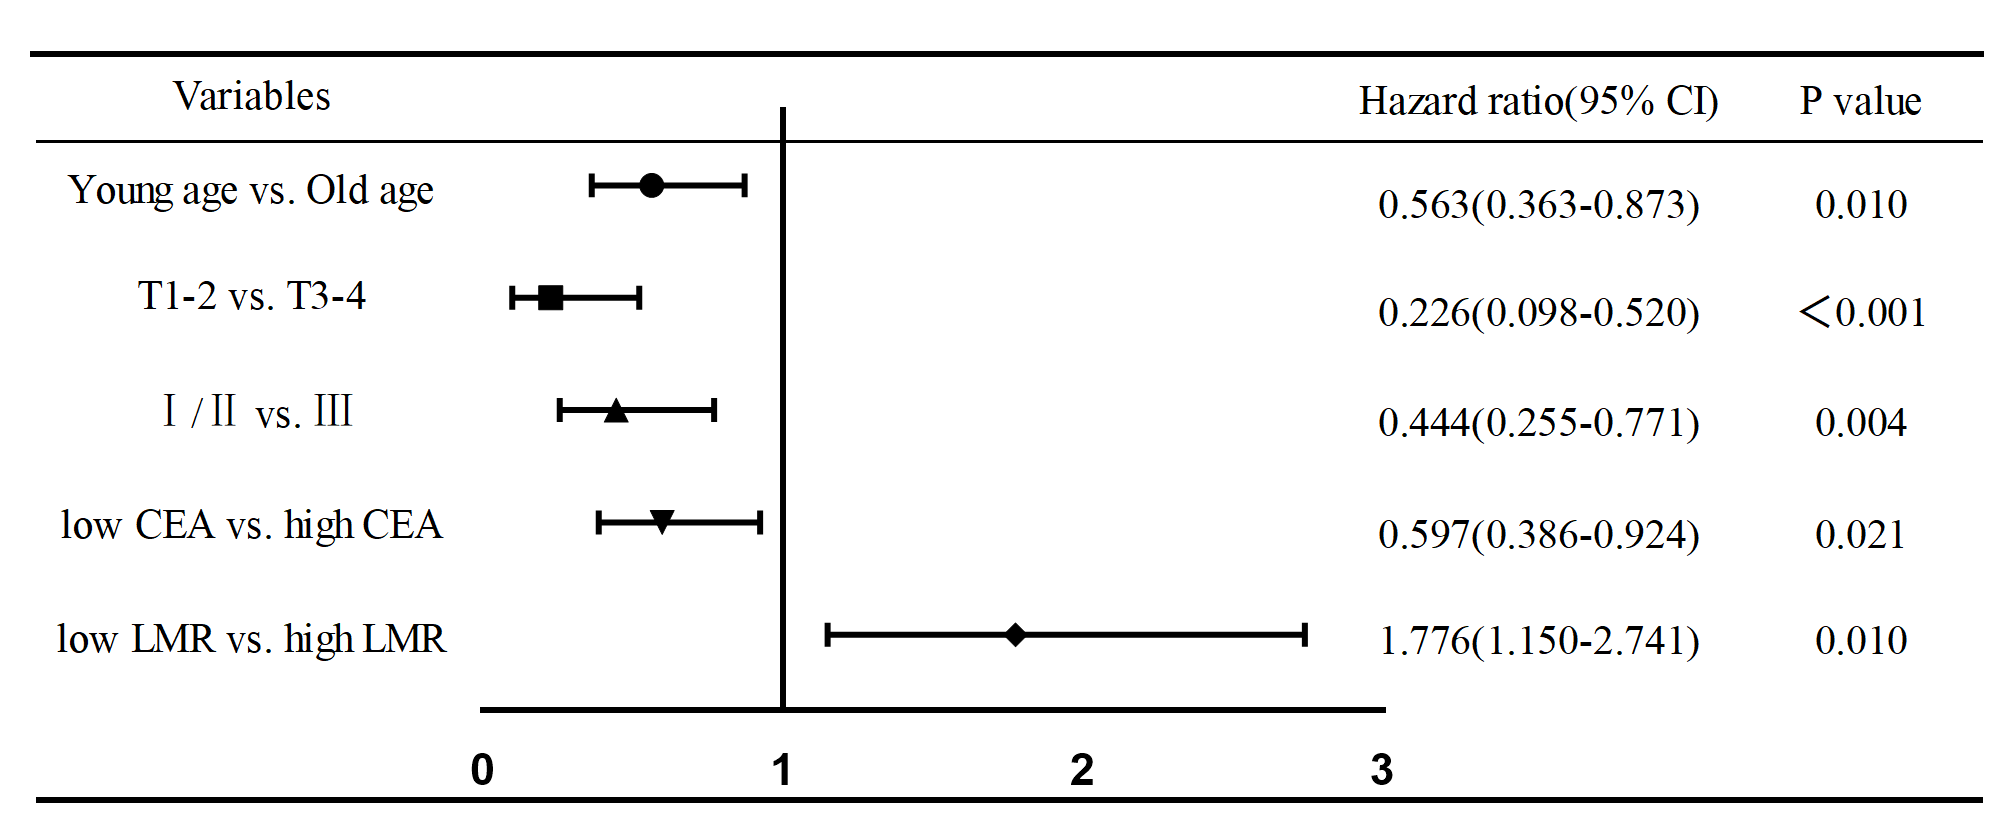 Variables Hazard ratio(95% CI) P value
Young age vs. Old age 0.563(0.363-0.873) 0.010
T1-2 vs. T3-4 0.226(0.098-0.520) <0.001
Ⅰ/Ⅱ vs. Ⅲ 0.444(0.255-0.771) 0.004
low CEA vs. high CEA 0.597(0.386-0.924) 0.021
low LMR vs. high LMR 1.776(1.150-2.741) 0.010
0 1 2 3